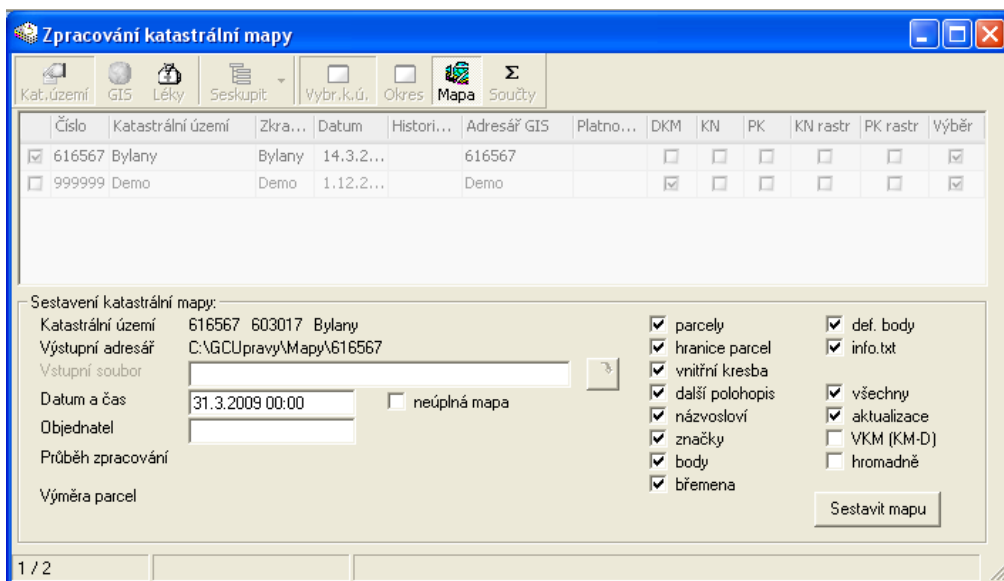 Zpracování katastrální mapy
Kat.území GIS Léky Seskupit Vybr.k.ú. Okres Mapa Σ Součty
Číslo Katastrální území Zkra... Datum Histori... Adresář GIS Platno... DKM KN PK KN rastr PK rastr Výběr
616567 Bylany Bylany 14.3.2... 616567
999999 Demo Demo 1.12.2... Demo
Sestavení katastrální mapy:
Katastrální území 616567 603017 Bylany
Výstupní adresář C:\GCUpravy\Mapy\616567
Vstupní soubor
Datum a čas 31.3.2009 00:00 neúplná mapa
Objednatel
Průběh zpracování
Výměra parcel
parcely
hranice parcel
vnitřní kresba
další polohopis
názvosloví
značky
body
břemena
def. body
info.txt
všechny
aktualizace
VKM (KM-D)
hromadně
Sestavit mapu
1 / 2